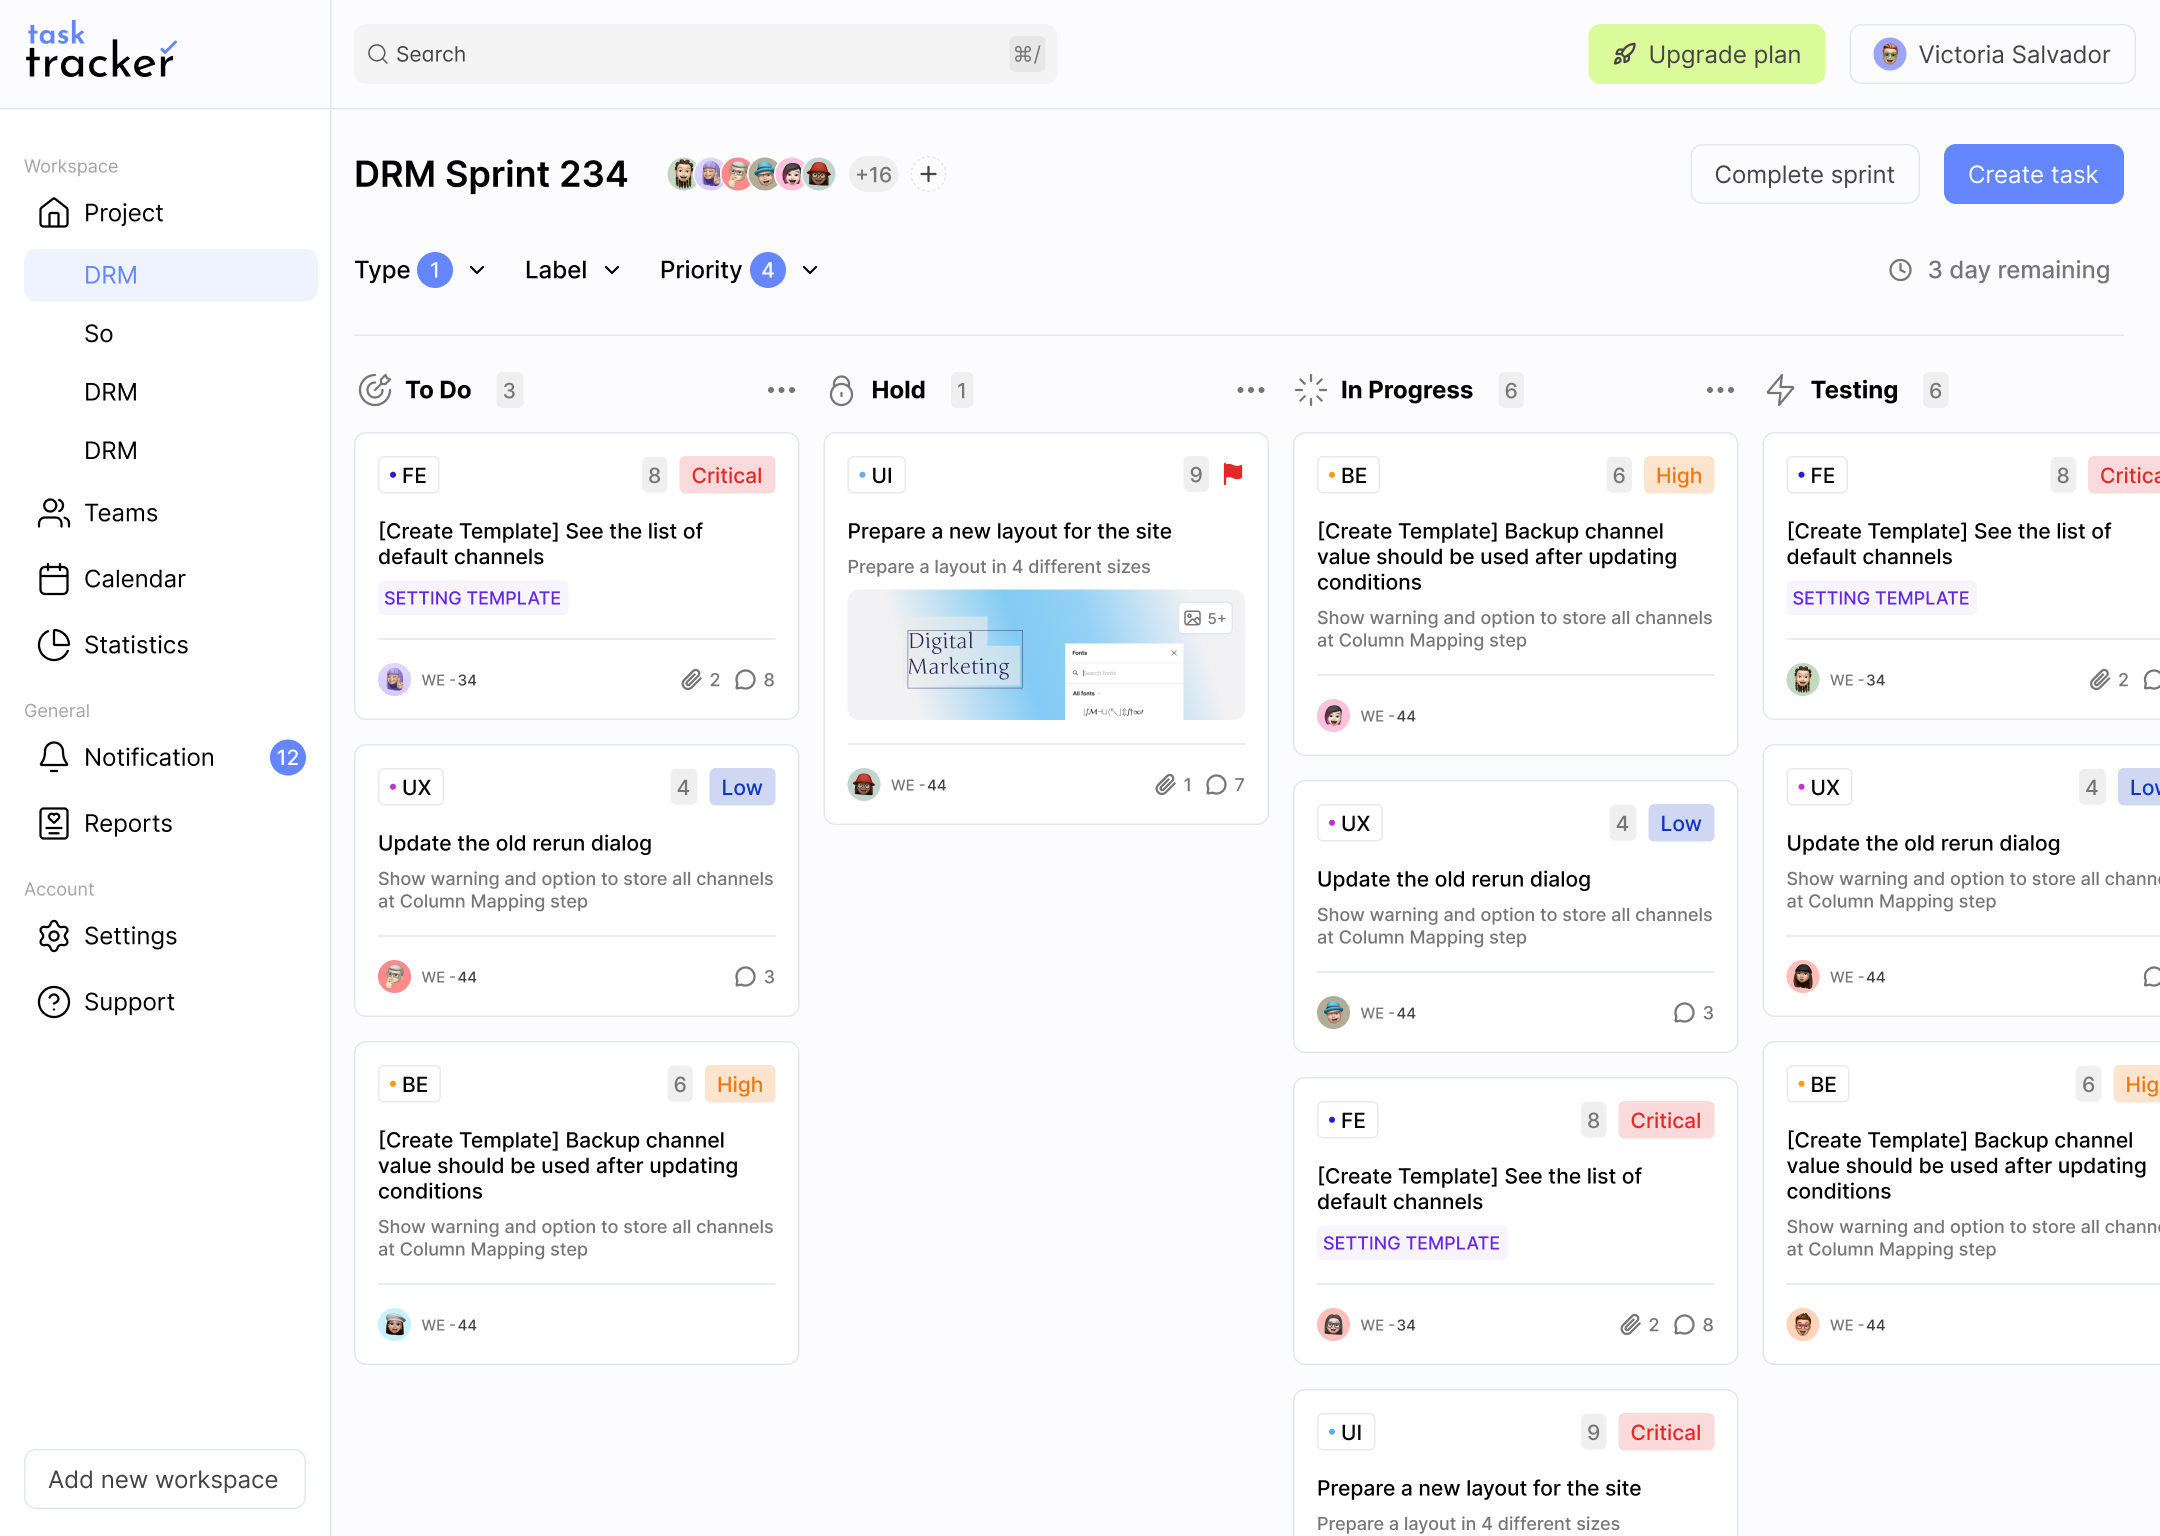 task
tracker
Search
⌘/
Upgrade plan
Victoria Salvador
Workspace
Project
DRM
So
DRM
DRM
Teams
Calendar
Statistics
General
Notification
12
Reports
Account
Settings
Support
Add new workspace
DRM Sprint 234
+16
Complete sprint
Create task
Type 1
Label
Priority 4
3 day remaining
To Do 3
FE
8
Critical
[Create Template] See the list of
default channels
SETTING TEMPLATE
WE - 34
2
8
UX
4
Low
Update the old rerun dialog
Show warning and option to store all channels
at Column Mapping step
WE - 44
3
BE
6
High
[Create Template] Backup channel
value should be used after updating
conditions
Show warning and option to store all channels
at Column Mapping step
WE - 44
Hold 1
UI
9
Prepare a new layout for the site
Prepare a layout in 4 different sizes
Digital
Marketing
5+
Fonts
Search fonts
All fonts
WE - 44
1
7
In Progress 6
BE
6
High
[Create Template] Backup channel
value should be used after updating
conditions
Show warning and option to store all channels
at Column Mapping step
WE - 44
UX
4
Low
Update the old rerun dialog
Show warning and option to store all channels
at Column Mapping step
WE - 44
3
FE
8
Critical
[Create Template] See the list of
default channels
SETTING TEMPLATE
WE - 34
2
8
UI
9
Critical
Prepare a new layout for the site
Prepare a layout in 4 different sizes
Testing 6
FE
8
Critica
[Create Template] See the list of
default channels
SETTING TEMPLATE
WE - 34
2
UX
4
Low
Update the old rerun dialog
Show warning and option to store all chann
at Column Mapping step
WE - 44
BE
6
Hig
[Create Template] Backup channel
value should be used after updating
conditions
Show warning and option to store all chann
at Column Mapping step
WE - 44